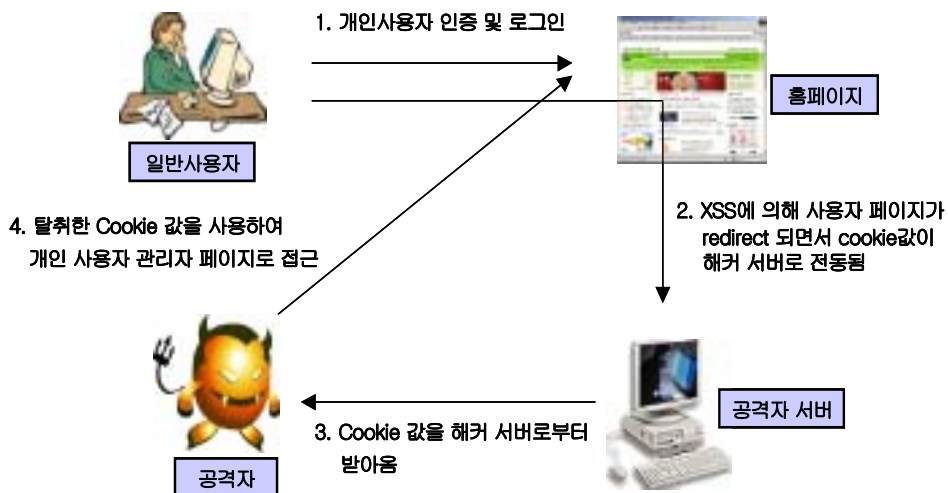 1. 개인사용자 인증 및 로그인
홈페이지
일반사용자
2. XSS에 의해 사용자 페이지가
redirect 되면서 cookie값이
해커 서버로 전동됨
4. 탈취한 Cookie 값을 사용하여
개인 사용자 관리자 페이지로 접근
공격자 서버
3. Cookie 값을 해커 서버로부터
받아옴
공격자